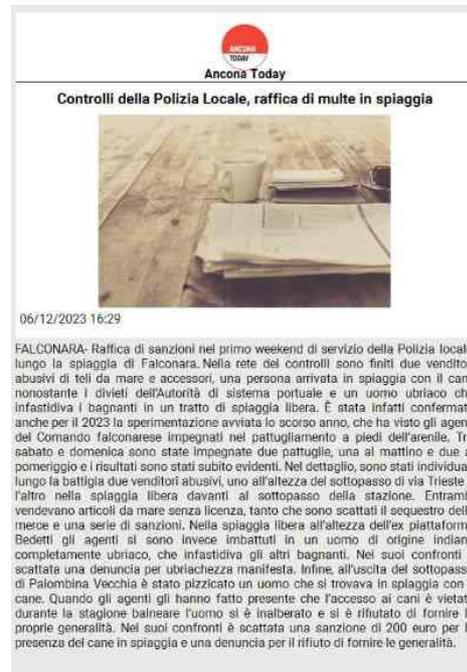 ANCONA
TODAY
Ancona Today
Controlli della Polizia Locale, raffica di multe in spiaggia
06/12/2023 16:29
FALCONARA- Raffica di sanzioni nel primo weekend di servizio della Polizia local
lungo la spiaggia di Falconara. Nella rete dei controlli sono finiti due vendito
abusivi di teli da mare e accessori, una persona arrivata in spiaggia con il can
nonostante i divieti dell'Autorità di sistema portuale e un uomo ubriaco ch
infastidiva i bagnanti in un tratto di spiaggia libera. È stata infatti confermat
anche per il 2023 la sperimentazione avviato lo scorso anno, che ha visto gli agen
del Comando falconarese impegnati nel pattugliamento a piedi dell'arenile. Tr
sabato e domenica sono state impegnate due pattuglie, una al mattino e due a
pomeriggio e i risultati sono stati subito evidenti. Nel dettaglio, sono stati individua
lungo la battigia due venditori abusivi, uno all'altezza del sottopasso di via Trieste
l'altro nella spiaggia libera davanti al sottopasso della stazione. Entram
vendevano articoli da mare senza licenza, tanto che sono scattati il sequestro dell
merce e una serie di sanzioni. Nella spiaggia libera all'altezza dell'ex piattaform
Bedetti gli agenti si sono invece imbattuti in un uomo di origine indian
completamente ubriaco, che infastidiva gli altri bagnanti. Nei suoi confronti
scattata una denuncia per ubriachezza manifesta. Infine, all'uscita del sottopass
di Palombina Vecchia è stato pizzicato un uomo che si trovava in spiaggia con
cane. Quando gli agenti gli hanno fatto presente che l'accesso ai cani è vietat
durante la stagione balneare l'uomo si è inalberato e si è rifiutato di fornire l
proprie generalità. Nei suoi confronti è scattata una sanzione di 200 euro per l
presenza del cane in spiaggia e una denuncia per il rifiuto di fornire le generalità.